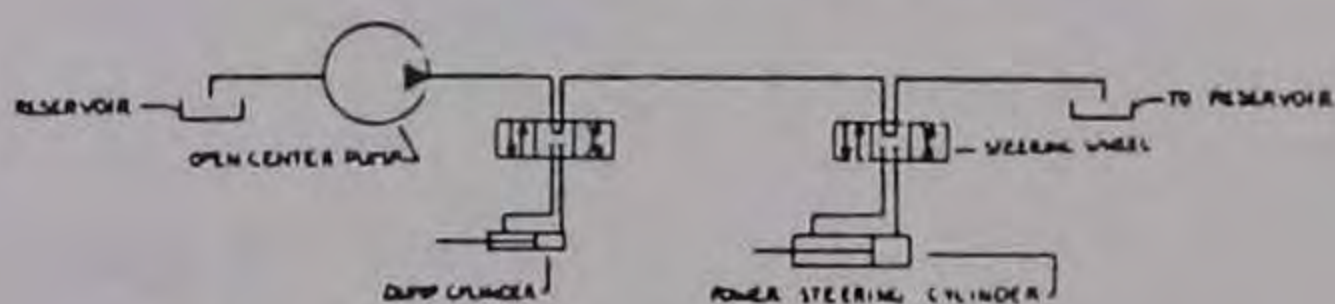 RESERVOIR
TO RESERVOIR
OPEN CENTER PUMP
STEERING WHEEL
DUMP CYLINDER
POWER STEERING CYLINDER